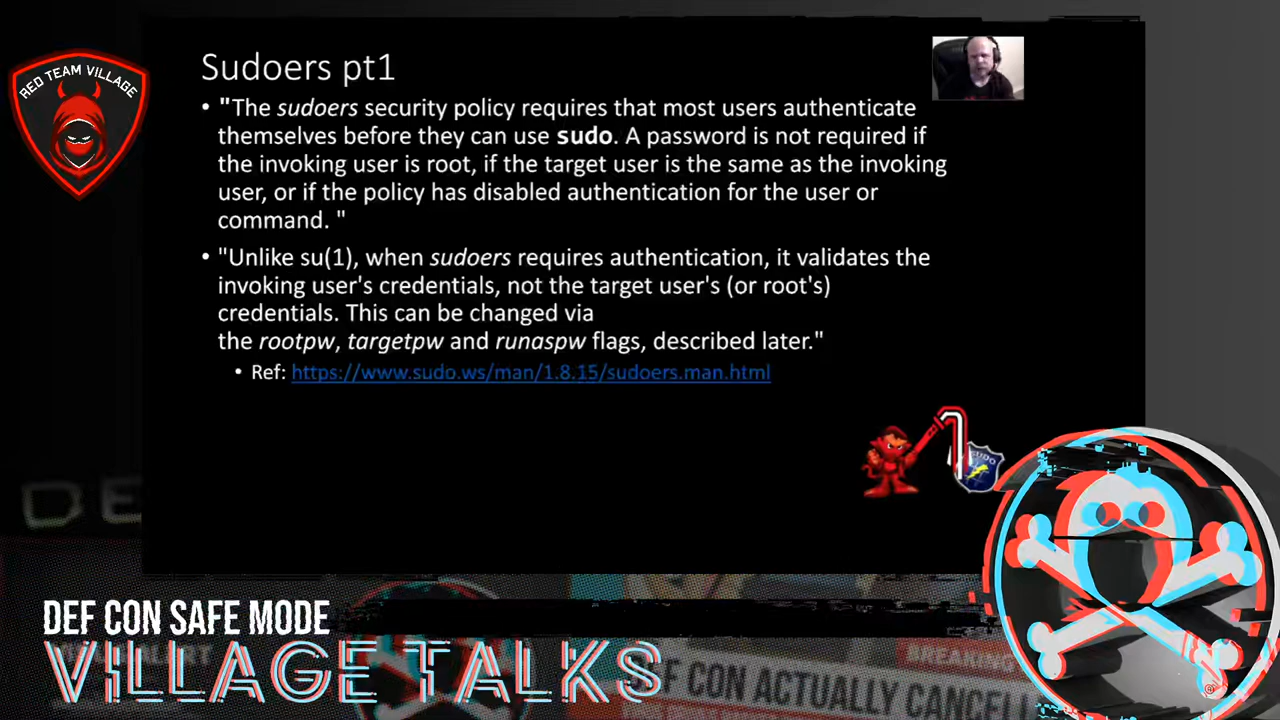 RED TEAM VILLAGE
Sudoers pt1
• "The sudoers security policy requires that most users authenticate
themselves before they can use sudo. A password is not required if
the invoking user is root, if the target user is the same as the invoking
user, or if the policy has disabled authentication for the user or
command. "
• "Unlike su(1), when sudoers requires authentication, it validates the
invoking user's credentials, not the target user's (or root's)
credentials. This can be changed via
the rootpw, targetpw and runaspw flags, described later."
• Ref: https://www.sudo.ws/man/1.8.15/sudoers.man.html
SUDO
DE
DEF CON SAFE MODE
VILLAGE TALKS
BREAKING
DEF CON ACTUALLY CANCELL